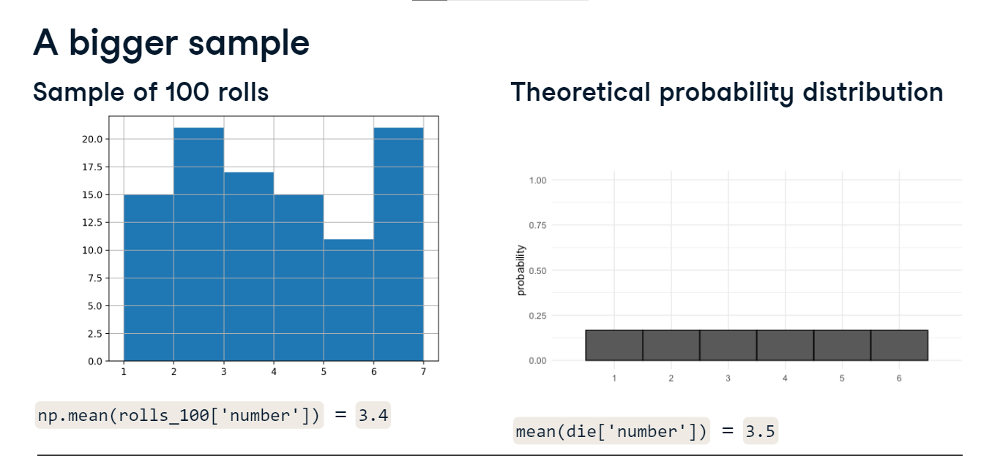 A bigger sample
Sample of 100 rolls
20.0
17.5
15.0
12.5
10.0
7.5
5.0
2.5
0.0
1 2 3 4 5 6 7
np.mean(rolls_100['number']) = 3.4
Theoretical probability distribution
probability
1.00
0.75
0.50
0.25
0.00
1 2 3 4 5 6
mean(die['number']) = 3.5